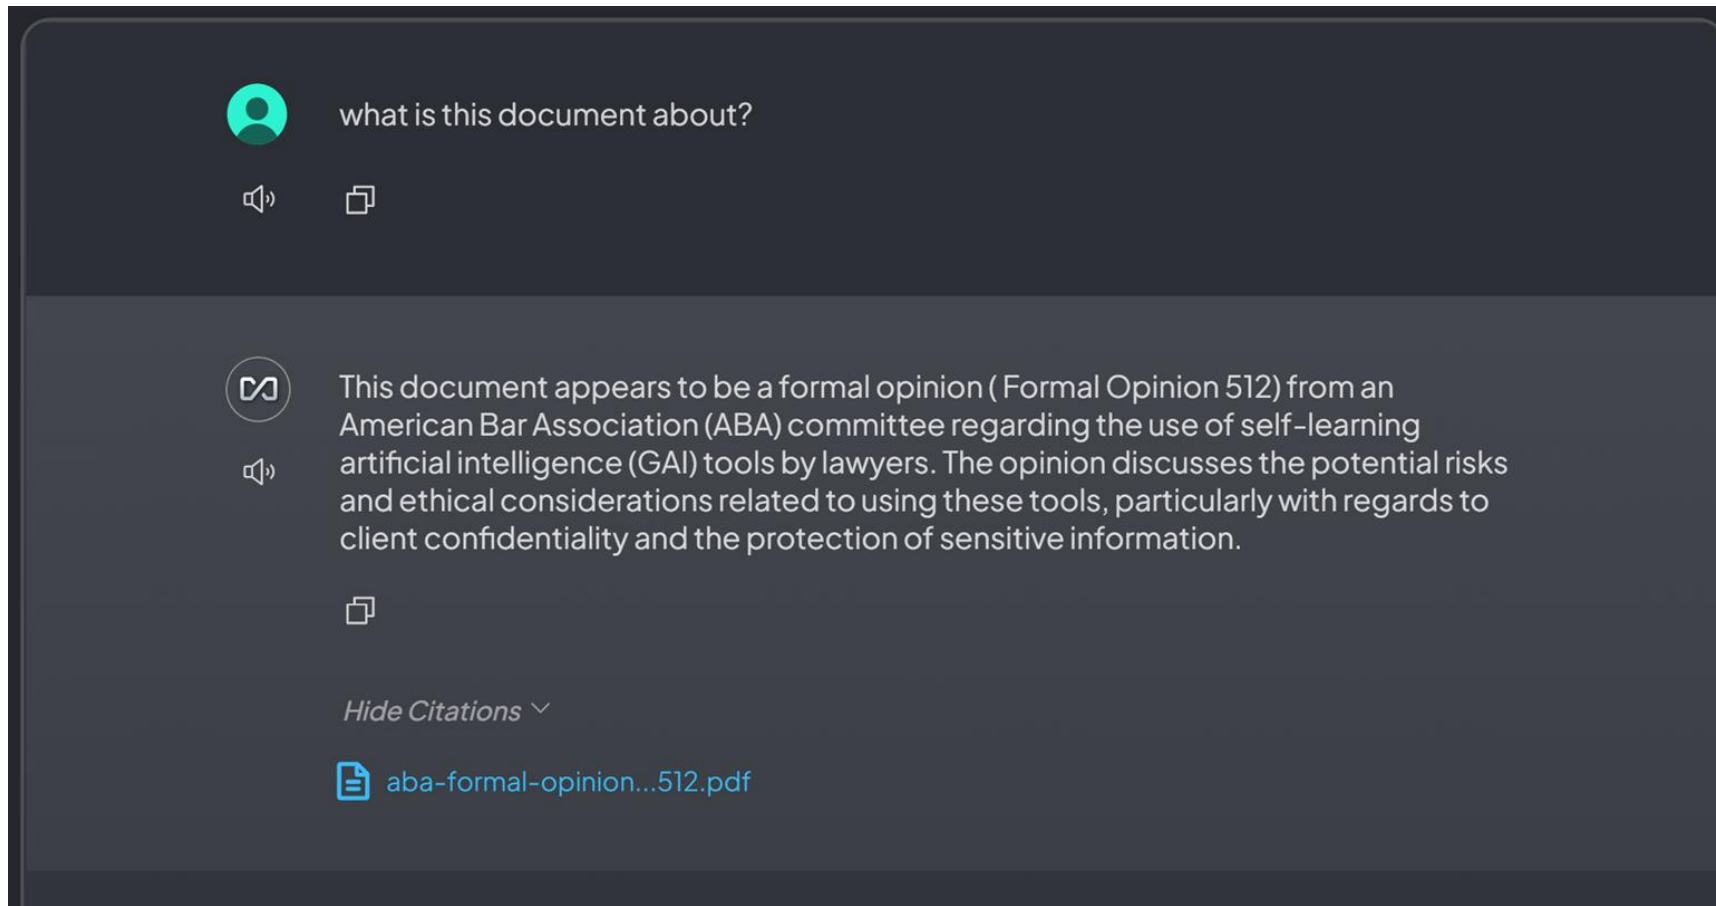 what is this document about?
This document appears to be a formal opinion ( Formal Opinion 512) from an
American Bar Association (ABA) committee regarding the use of self-learning
artificial intelligence (GAI) tools by lawyers. The opinion discusses the potential risks
and ethical considerations related to using these tools, particularly with regards to
client confidentiality and the protection of sensitive information.
Hide Citations
aba-formal-opinion...512.pdf